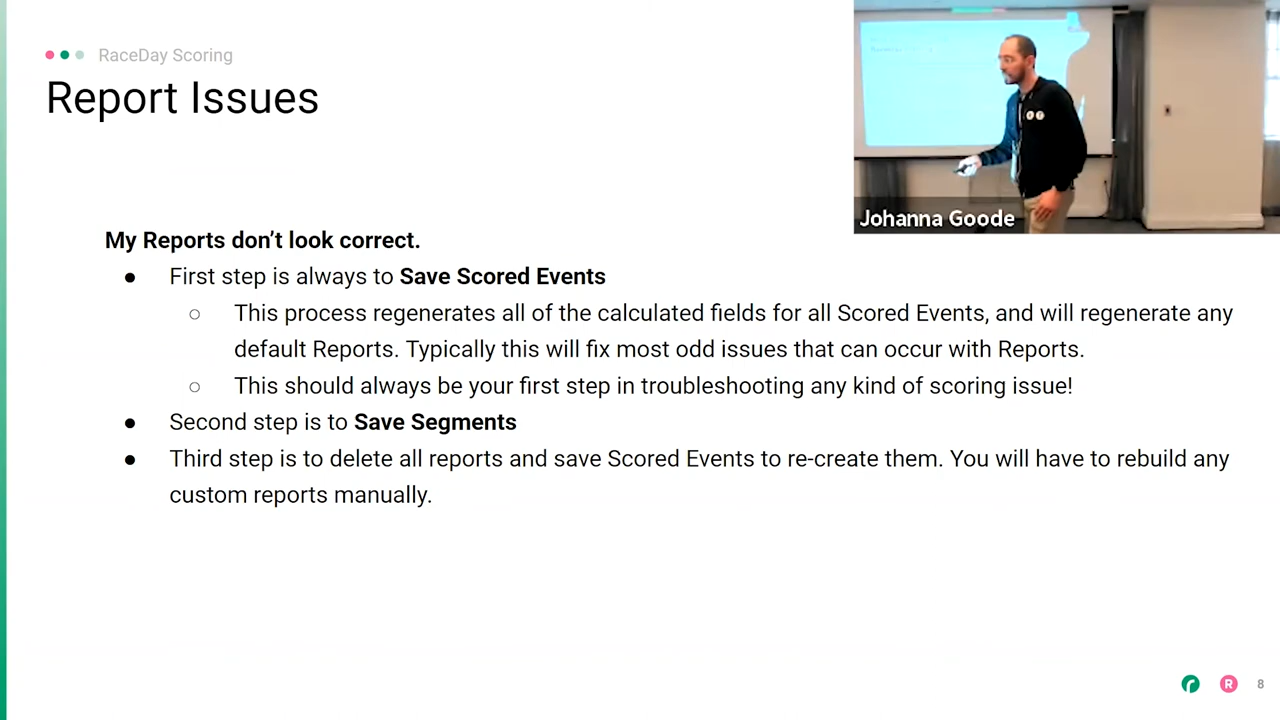 RaceDay Scoring
Report Issues
Johanna Goode
My Reports don’t look correct.
● First step is always to Save Scored Events
○ This process regenerates all of the calculated fields for all Scored Events, and will regenerate any
default Reports. Typically this will fix most odd issues that can occur with Reports.
○ This should always be your first step in troubleshooting any kind of scoring issue!
● Second step is to Save Segments
● Third step is to delete all reports and save Scored Events to re-create them. You will have to rebuild any
custom reports manually.
R 8